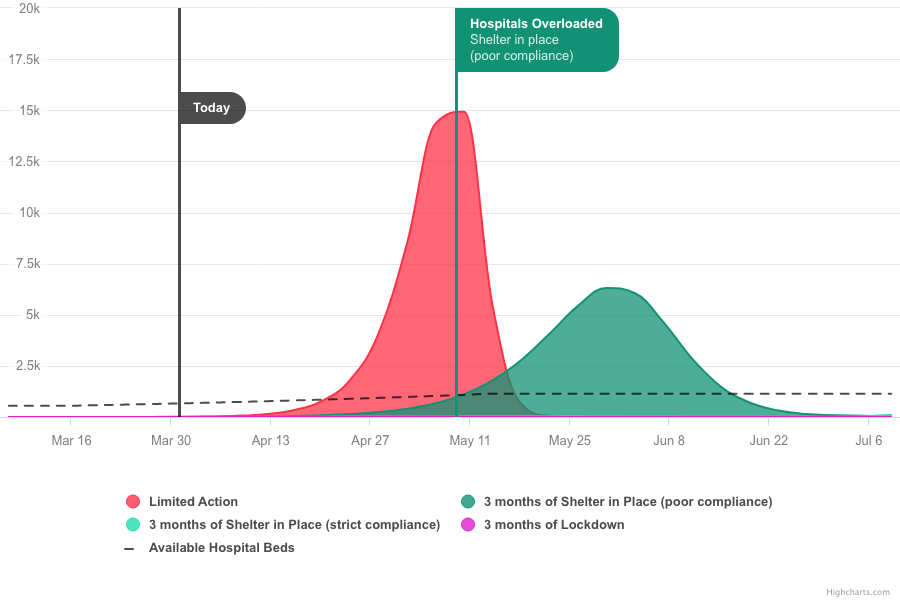 20k
Hospitals Overloaded
Shelter in place
(poor compliance)
17.5k
15k
Today
12.5k
10k
7.5k
5k
2.5k
Mar 16 Mar 30 Apr 13 Apr 27 May 11 May 25 Jun 8 Jun 22 Jul 6
Limited Action 3 months of Shelter in Place (poor compliance)
3 months of Shelter in Place (strict compliance) 3 months of Lockdown
Available Hospital Beds
Highcharts.com